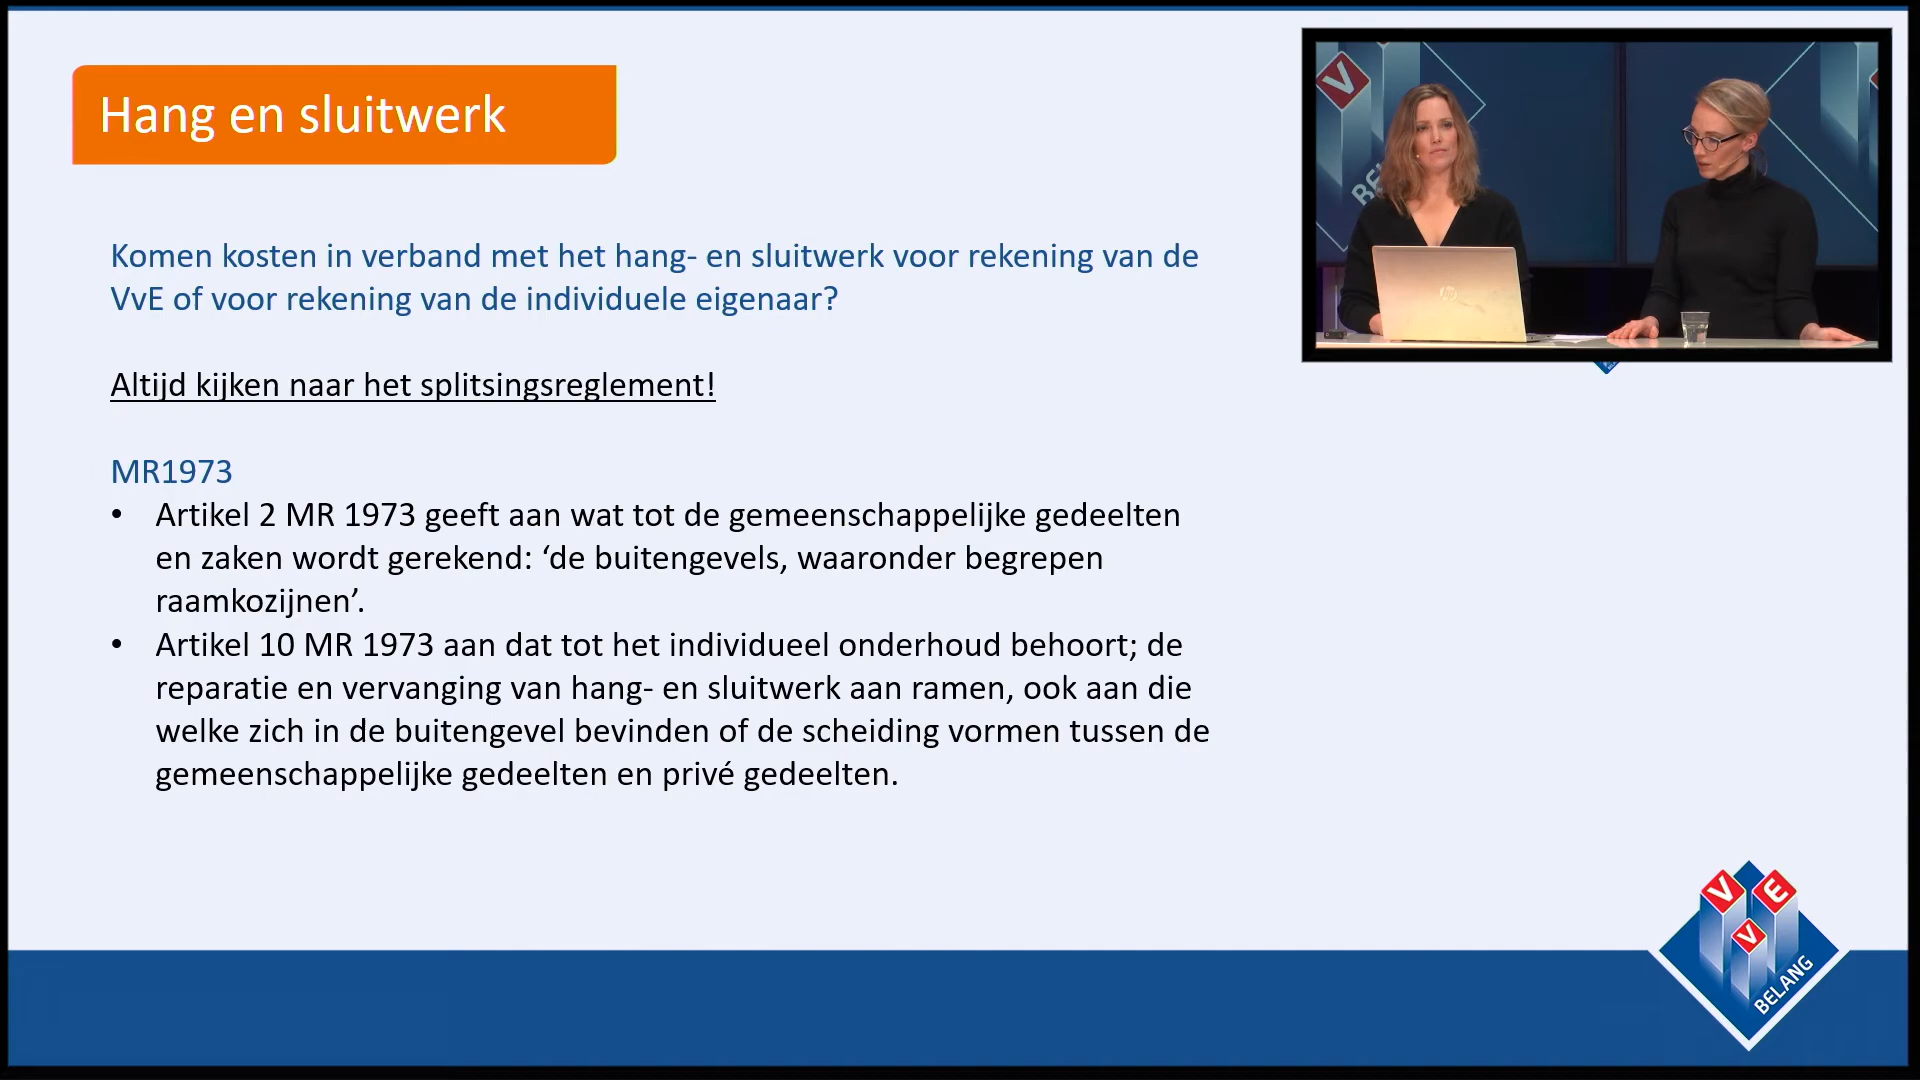 Hang en sluitwerk
Komen kosten in verband met het hang- en sluitwerk voor rekening van de
VvE of voor rekening van de individuele eigenaar?
Altijd kijken naar het splitsingsreglement!
MR1973
• Artikel 2 MR 1973 geeft aan wat tot de gemeenschappelijke gedeelten
en zaken wordt gerekend: ‘de buitengevels, waaronder begrepen
raamkozijnen’.
• Artikel 10 MR 1973 aan dat tot het individueel onderhoud behoort; de
reparatie en vervanging van hang- en sluitwerk aan ramen, ook aan die
welke zich in de buitengevel bevinden of de scheiding vormen tussen de
gemeenschappelijke gedeelten en privé gedeelten.
V
BE
hp
V V E
BELANG